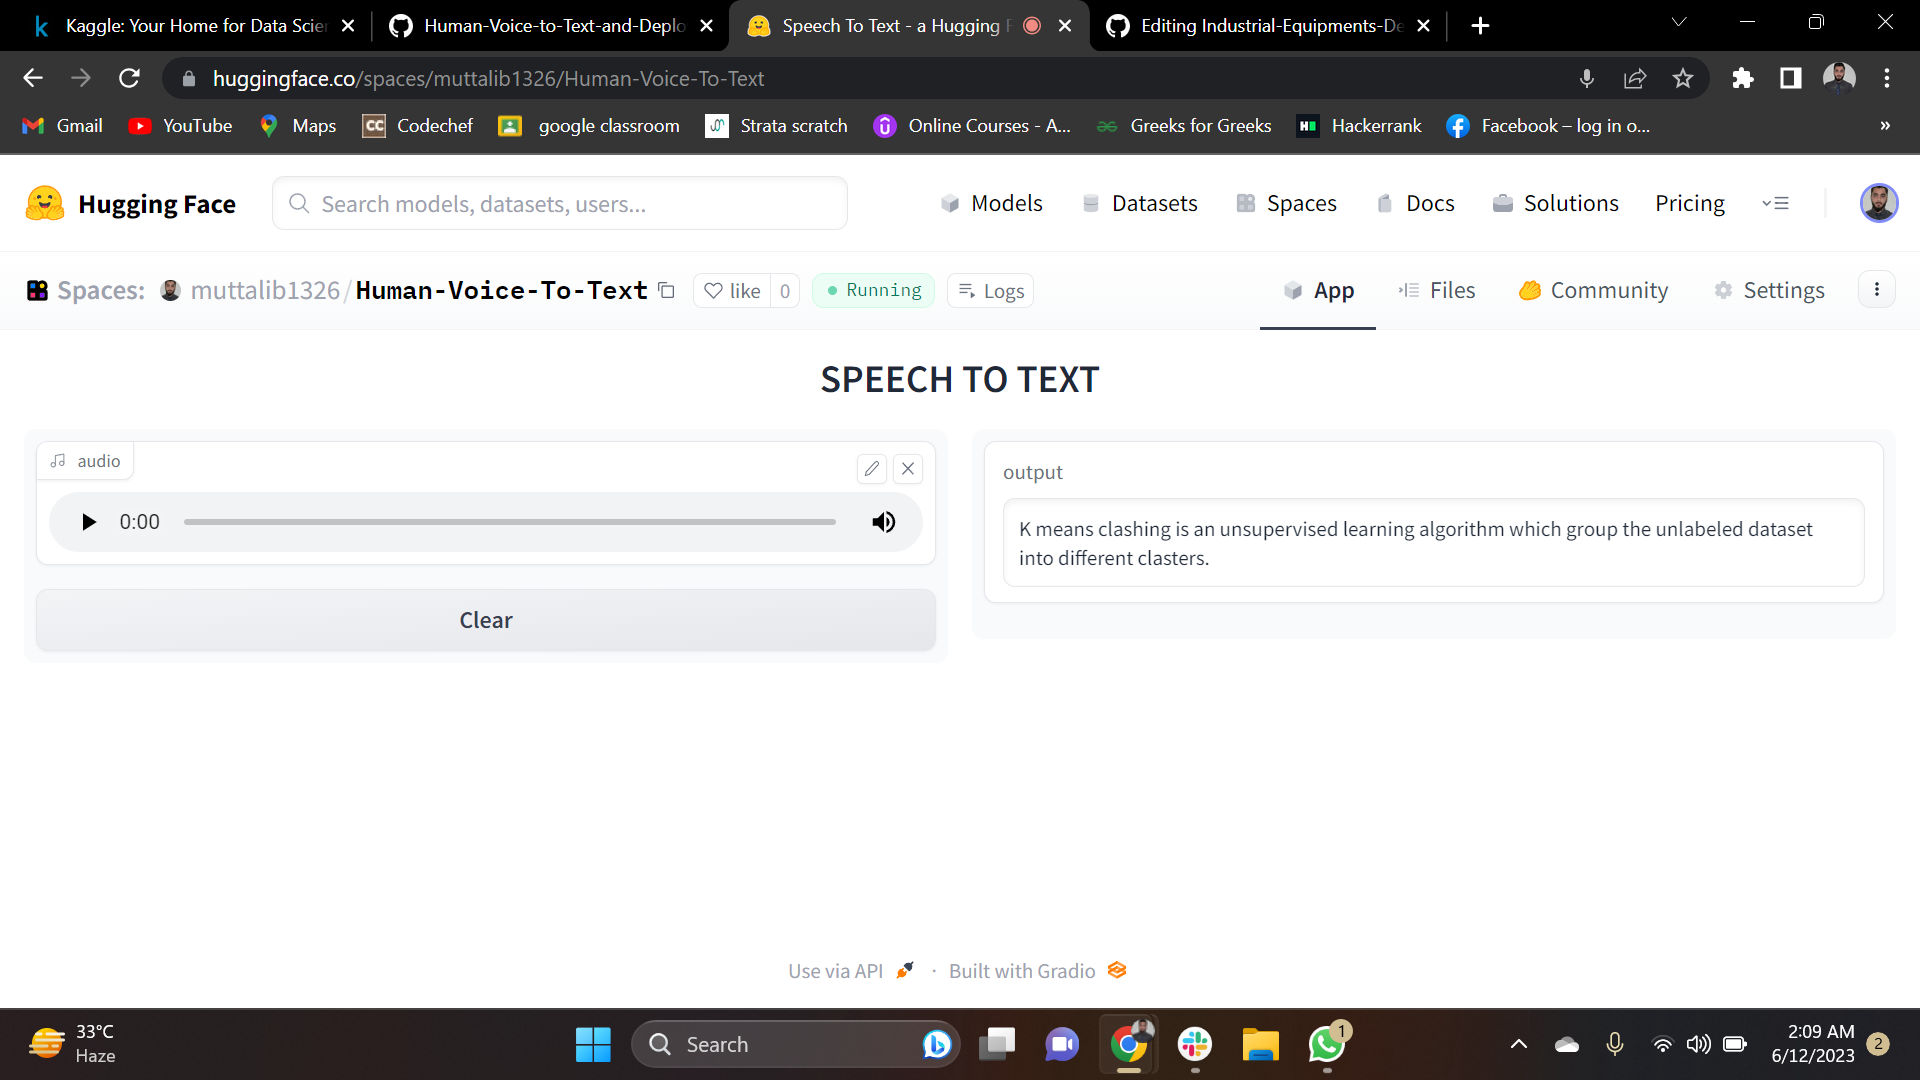 Kaggle: Your Home for Data Scien
Human-Voice-to-Text-and-Deplo
Speech To Text - a Hugging F
Editing Industrial-Equipments-De
huggingface.co/spaces/muttalib1326/Human-Voice-To-Text
Gmail YouTube Maps Codechef google classroom Strata scratch Online Courses - A... Greeks for Greeks Hackerrank Facebook – log in o... »
Hugging Face
Search models, datasets, users...
Models Datasets Spaces Docs Solutions Pricing
Spaces: muttalib1326/Human-Voice-To-Text like 0 Running Logs
App Files Community Settings
SPEECH TO TEXT
audio
0:00
Clear
output
K means clashing is an unsupervised learning algorithm which group the unlabeled dataset
into different clasters.
Use via API · Built with Gradio
33°C
Haze
Search
1
2:09 AM
6/12/2023
2